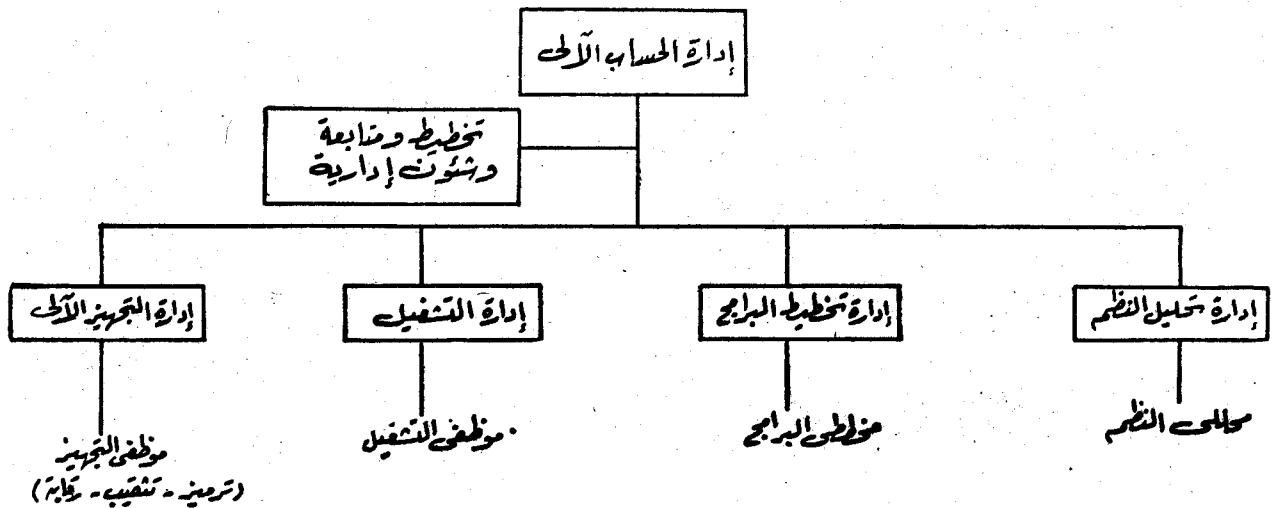 إدارة الحساب الآلى
تخطيط ومتابعة
وشئون إدارية
إدارة تحليل النظم
إدارة تخطيط البرامج
إدارة التشغيل
إدارة التجهيز الآلى
محللى النظم
مخططى البرامج
موظفى التشغيل
موظفى التجهيز
(ترميز - تثقيب - رقابة)